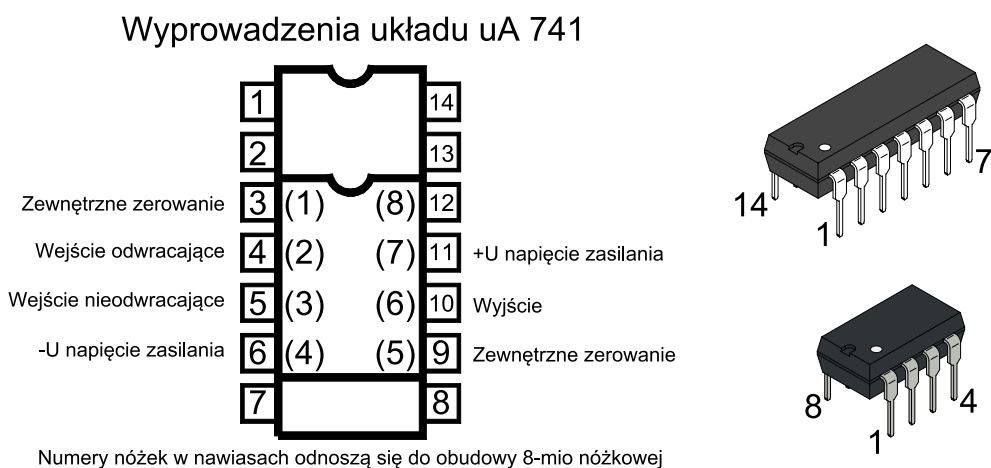 Wyprowadzenia układu uA 741
1 14
2 13
Zewnętrzne zerowanie 3 (1) (8) 12
Wejście odwracające 4 (2) (7) 11 +U napięcie zasilania
Wejście nieodwracające 5 (3) (6) 10 Wyjście
-U napięcie zasilania 6 (4) (5) 9 Zewnętrzne zerowanie
7 8
Numery nóżek w nawiasach odnoszą się do obudowy 8-mio nóżkowej
7
14
1
8
4
1